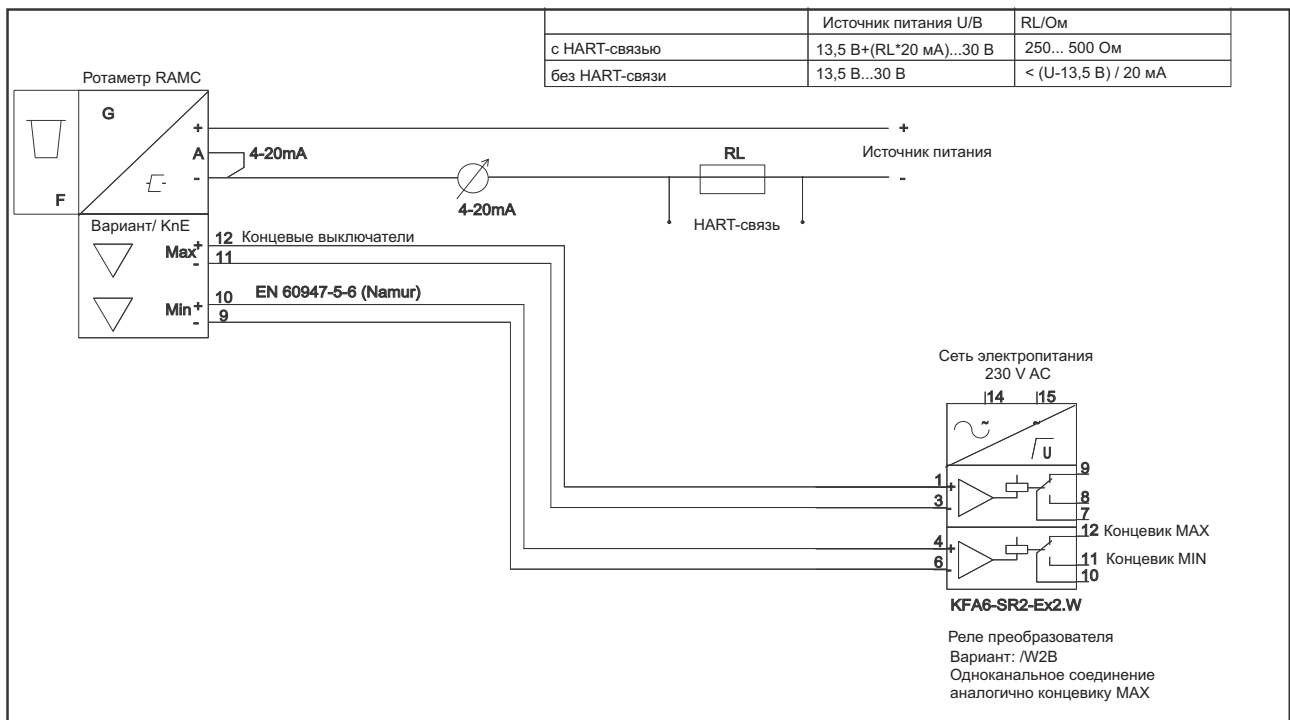 Источник питания U/В RL/Ом
с HART-связью 13,5 В+(RL*20 мА)...30 В 250... 500 Ом
без HART-связи 13,5 В...30 В < (U-13,5 В) / 20 мА
Ротаметр RAMC
G
F
+
A
-
4-20mA
4-20mA
RL
HART-связь
+
Источник питания
-
Вариант/ KnE
Max
+
-
12 Концевые выключатели
11
Min
+
-
10 EN 60947-5-6 (Namur)
9
Сеть электропитания
230 V AC
14 15
~
~
U
1 +
3 -
9
8
7
4 +
6 -
12 Концевик MAX
11 Концевик MIN
10
KFA6-SR2-Ex2.W
Реле преобразователя
Вариант: /W2B
Одноканальное соединение
аналогично концевику MAX